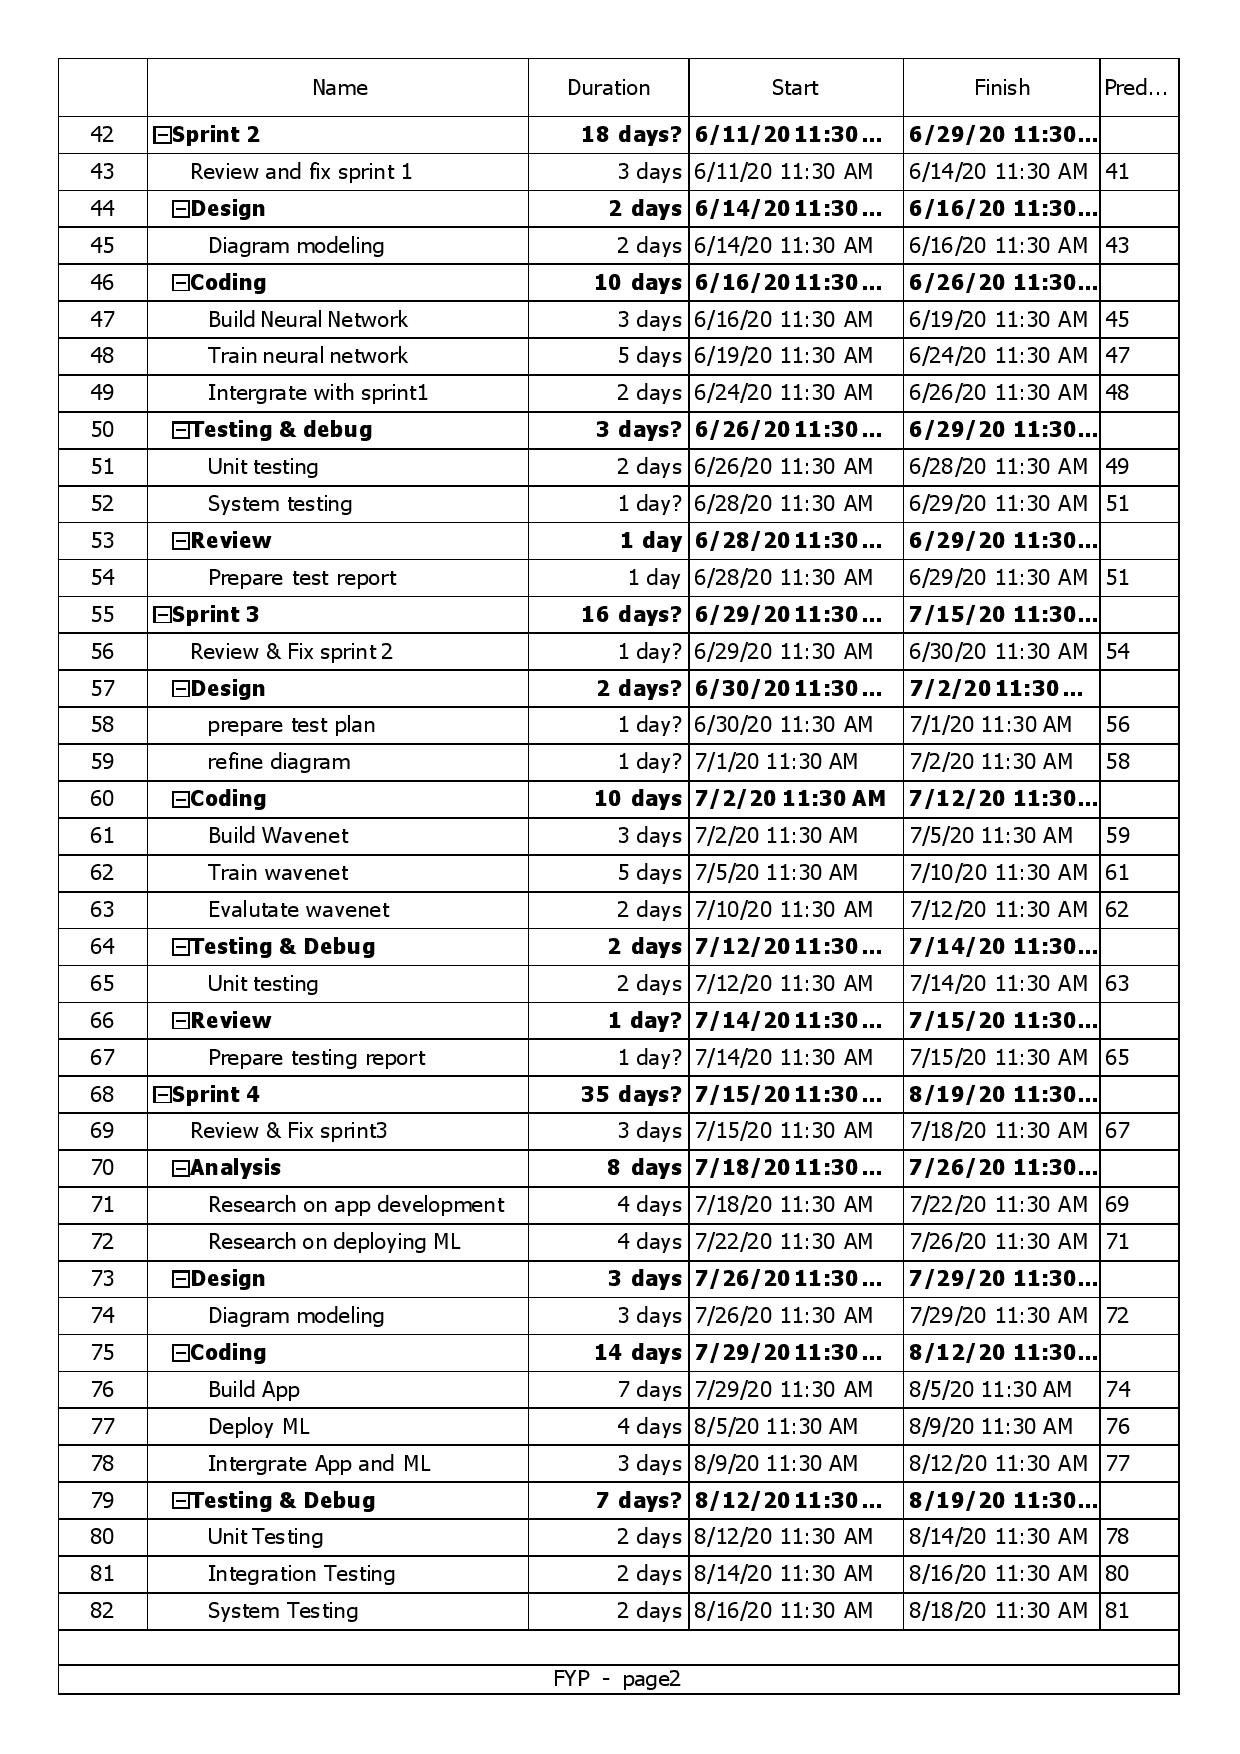 Name Duration Start Finish Pred...
42 Sprint 2 18 days? 6/11/20 11:30... 6/29/20 11:30...
43 Review and fix sprint 1 3 days 6/11/20 11:30 AM 6/14/20 11:30 AM 41
44 Design 2 days 6/14/20 11:30... 6/16/20 11:30...
45 Diagram modeling 2 days 6/14/20 11:30 AM 6/16/20 11:30 AM 43
46 Coding 10 days 6/16/20 11:30... 6/26/20 11:30...
47 Build Neural Network 3 days 6/16/20 11:30 AM 6/19/20 11:30 AM 45
48 Train neural network 5 days 6/19/20 11:30 AM 6/24/20 11:30 AM 47
49 Intergrate with sprint1 2 days 6/24/20 11:30 AM 6/26/20 11:30 AM 48
50 Testing & debug 3 days? 6/26/20 11:30... 6/29/20 11:30...
51 Unit testing 2 days 6/26/20 11:30 AM 6/28/20 11:30 AM 49
52 System testing 1 day? 6/28/20 11:30 AM 6/29/20 11:30 AM 51
53 Review 1 day 6/28/20 11:30... 6/29/20 11:30...
54 Prepare test report 1 day 6/28/20 11:30 AM 6/29/20 11:30 AM 51
55 Sprint 3 16 days? 6/29/20 11:30... 7/15/20 11:30...
56 Review & Fix sprint 2 1 day? 6/29/20 11:30 AM 6/30/20 11:30 AM 54
57 Design 2 days? 6/30/20 11:30... 7/2/20 11:30...
58 prepare test plan 1 day? 6/30/20 11:30 AM 7/1/20 11:30 AM 56
59 refine diagram 1 day? 7/1/20 11:30 AM 7/2/20 11:30 AM 58
60 Coding 10 days 7/2/20 11:30 AM 7/12/20 11:30...
61 Build Wavenet 3 days 7/2/20 11:30 AM 7/5/20 11:30 AM 59
62 Train wavenet 5 days 7/5/20 11:30 AM 7/10/20 11:30 AM 61
63 Evalutate wavenet 2 days 7/10/20 11:30 AM 7/12/20 11:30 AM 62
64 Testing & Debug 2 days 7/12/20 11:30... 7/14/20 11:30...
65 Unit testing 2 days 7/12/20 11:30 AM 7/14/20 11:30 AM 63
66 Review 1 day? 7/14/20 11:30... 7/15/20 11:30...
67 Prepare testing report 1 day? 7/14/20 11:30 AM 7/15/20 11:30 AM 65
68 Sprint 4 35 days? 7/15/20 11:30... 8/19/20 11:30...
69 Review & Fix sprint3 3 days 7/15/20 11:30 AM 7/18/20 11:30 AM 67
70 Analysis 8 days 7/18/20 11:30... 7/26/20 11:30...
71 Research on app development 4 days 7/18/20 11:30 AM 7/22/20 11:30 AM 69
72 Research on deploying ML 4 days 7/22/20 11:30 AM 7/26/20 11:30 AM 71
73 Design 3 days 7/26/20 11:30... 7/29/20 11:30...
74 Diagram modeling 3 days 7/26/20 11:30 AM 7/29/20 11:30 AM 72
75 Coding 14 days 7/29/20 11:30... 8/12/20 11:30...
76 Build App 7 days 7/29/20 11:30 AM 8/5/20 11:30 AM 74
77 Deploy ML 4 days 8/5/20 11:30 AM 8/9/20 11:30 AM 76
78 Intergrate App and ML 3 days 8/9/20 11:30 AM 8/12/20 11:30 AM 77
79 Testing & Debug 7 days? 8/12/20 11:30... 8/19/20 11:30...
80 Unit Testing 2 days 8/12/20 11:30 AM 8/14/20 11:30 AM 78
81 Integration Testing 2 days 8/14/20 11:30 AM 8/16/20 11:30 AM 80
82 System Testing 2 days 8/16/20 11:30 AM 8/18/20 11:30 AM 81
FYP - page2